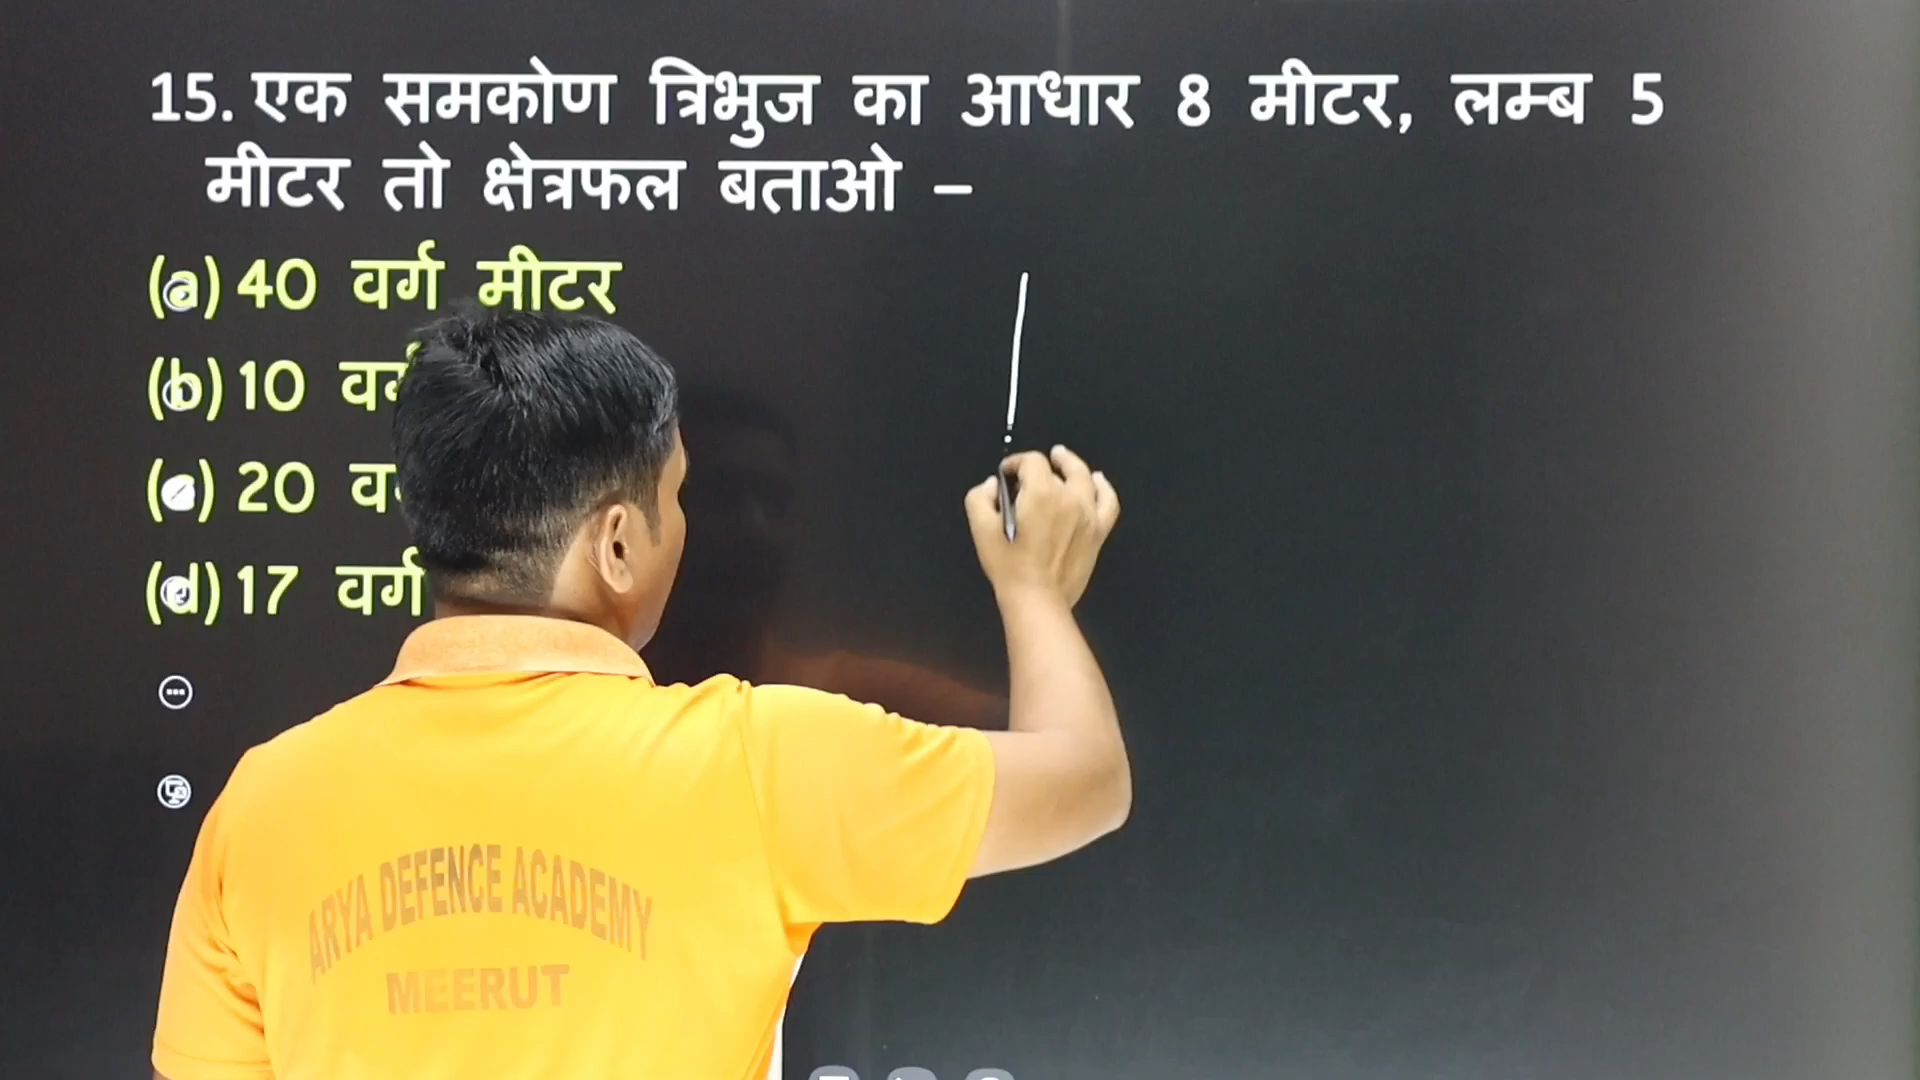 15. एक समकोण त्रिभुज का आधार 8 मीटर, लम्ब 5
मीटर तो क्षेत्रफल बताओ –
(a) 40 वर्ग मीटर
(b) 10
(c) 20
(d) 17 वर्ग
ARYA DEFENCE ACADEMY
MEERUT